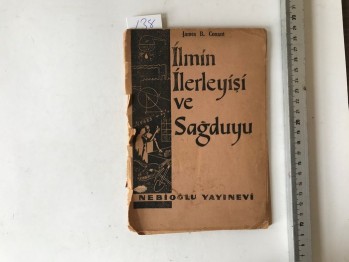 138
James B. Conant
İlmin
İlerleyişi
ve
Sağduyu
NEBİOĞLU YAYINEVİ